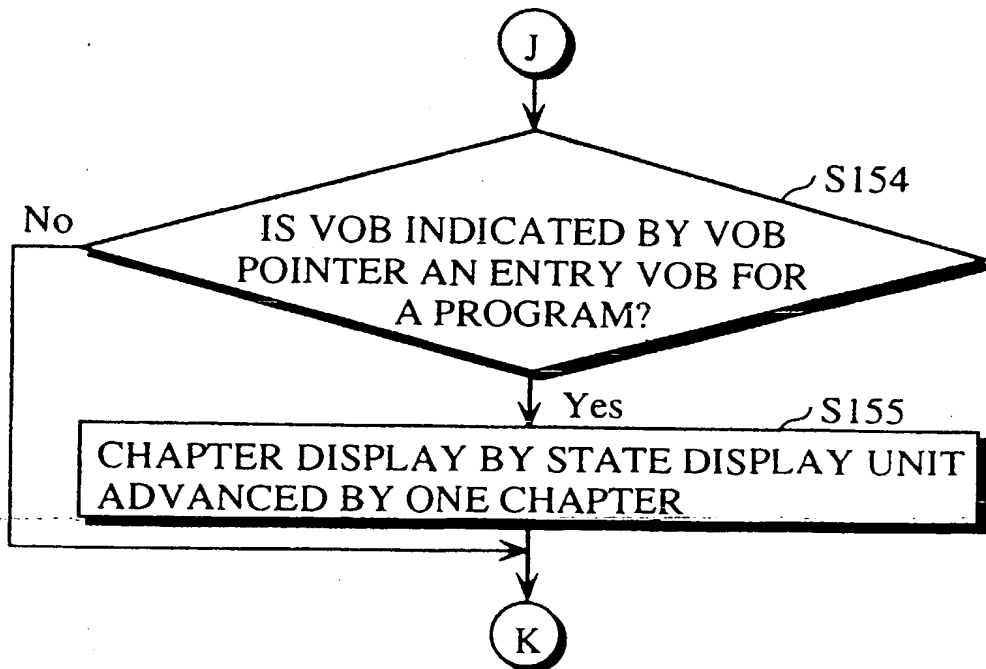 J
S154
No
IS VOB INDICATED BY VOB
POINTER AN ENTRY VOB FOR
A PROGRAM?
Yes
S155
CHAPTER DISPLAY BY STATE DISPLAY UNIT
ADVANCED BY ONE CHAPTER
K